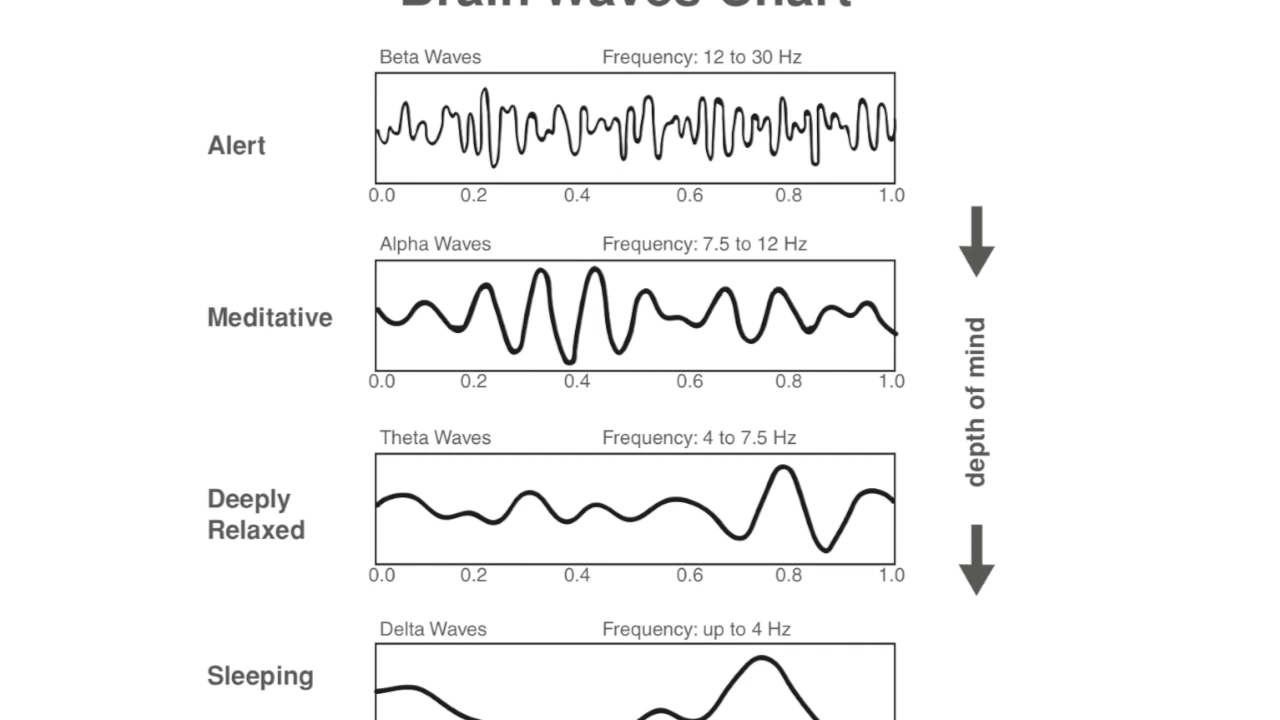 Brain Waves Chart
Beta Waves Frequency: 12 to 30 Hz
Alert
0.0 0.2 0.4 0.6 0.8 1.0
Alpha Waves Frequency: 7.5 to 12 Hz
Meditative
0.0 0.2 0.4 0.6 0.8 1.0
depth of mind
Theta Waves Frequency: 4 to 7.5 Hz
Deeply
Relaxed
0.0 0.2 0.4 0.6 0.8 1.0
Delta Waves Frequency: up to 4 Hz
Sleeping